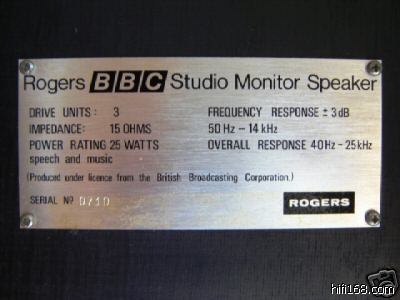 Rogers BBC Studio Monitor Speaker
DRIVE UNITS: 3
IMPEDANCE: 15 OHMS
POWER RATING 25 WATTS
speech and music
FREQUENCY RESPONSE ± 3 dB
50 Hz - 14 kHz
OVERALL RESPONSE 40 Hz - 25 kHz
(Produced under licence from the British Broadcasting Corporation.)
SERIAL Nº
ROGERS
hifi168.com